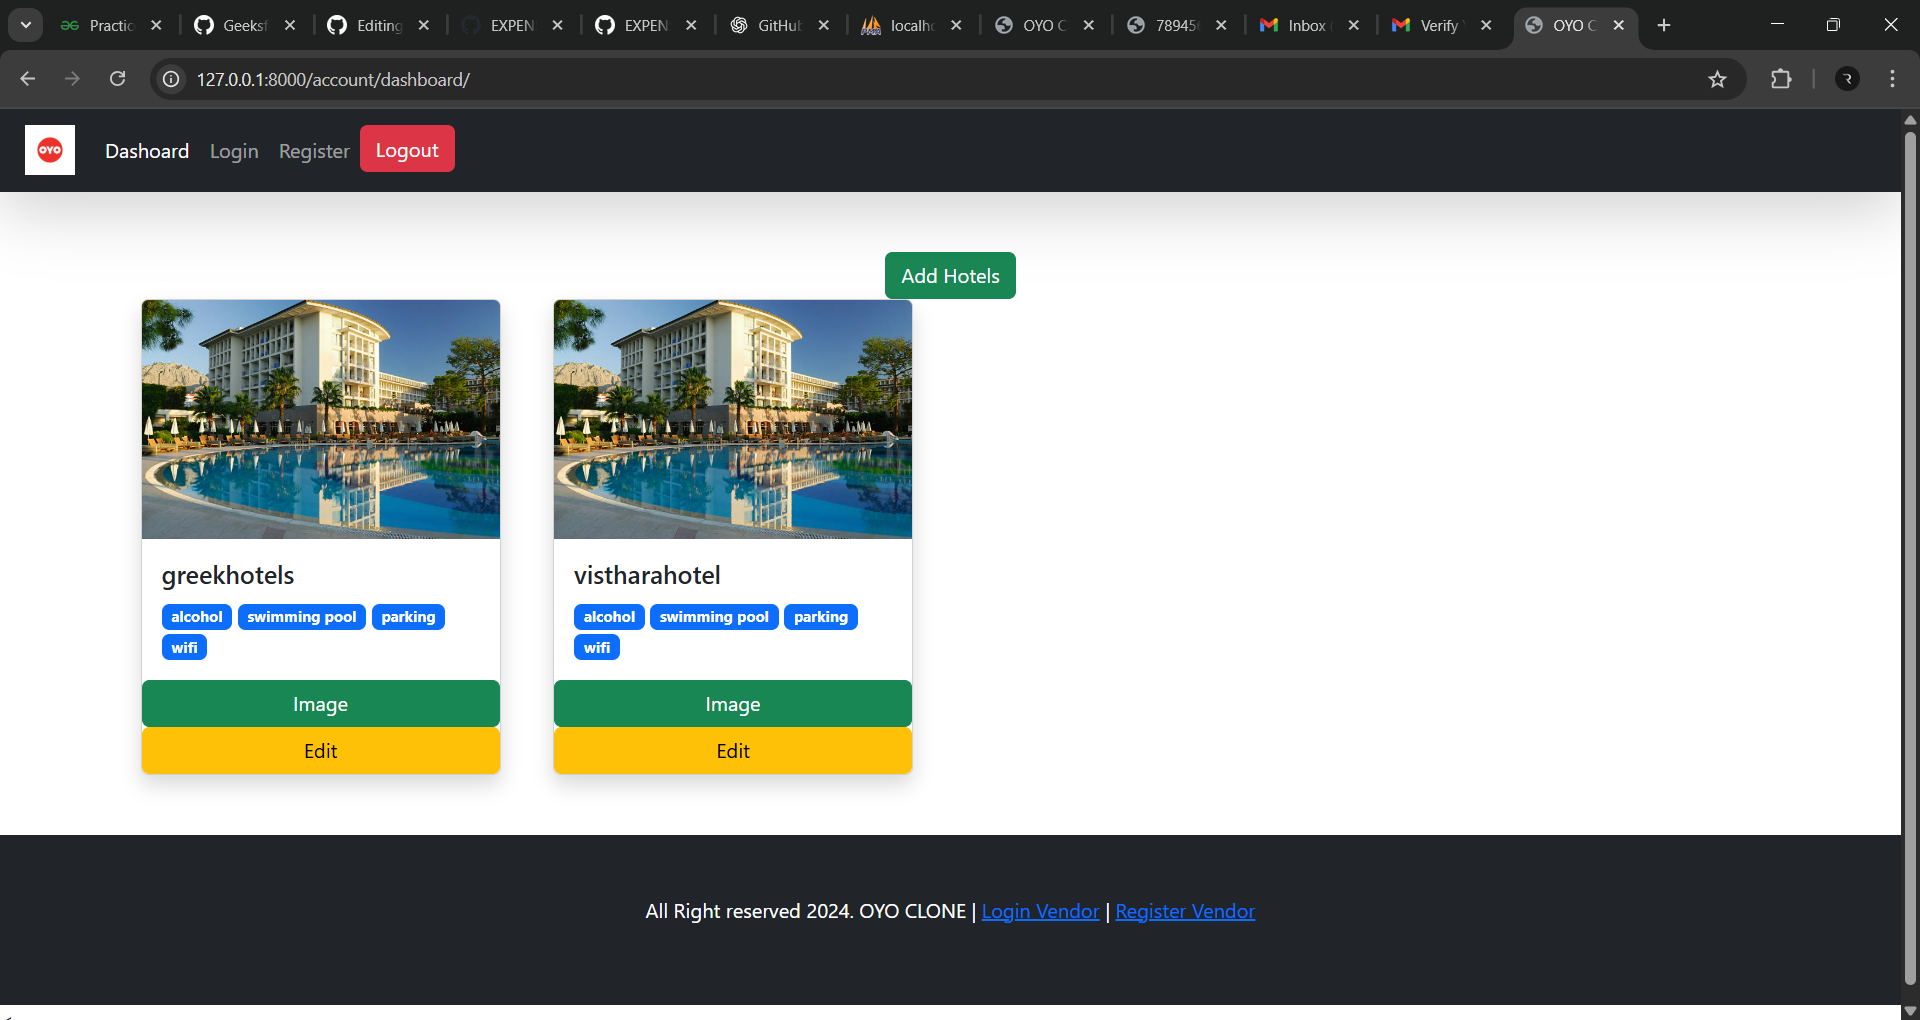 Practic
Geeksf
Editing
EXPEN
EXPEN
GitHub
localho
OYO C
78945
Inbox
Verify
OYO C
127.0.0.1:8000/account/dashboard/
OYO Dashoard Login Register Logout
Add Hotels
greekhotels
alcohol swimming pool parking
wifi
Image
Edit
vistharahotel
alcohol swimming pool parking
wifi
Image
Edit
All Right reserved 2024. OYO CLONE | Login Vendor | Register Vendor